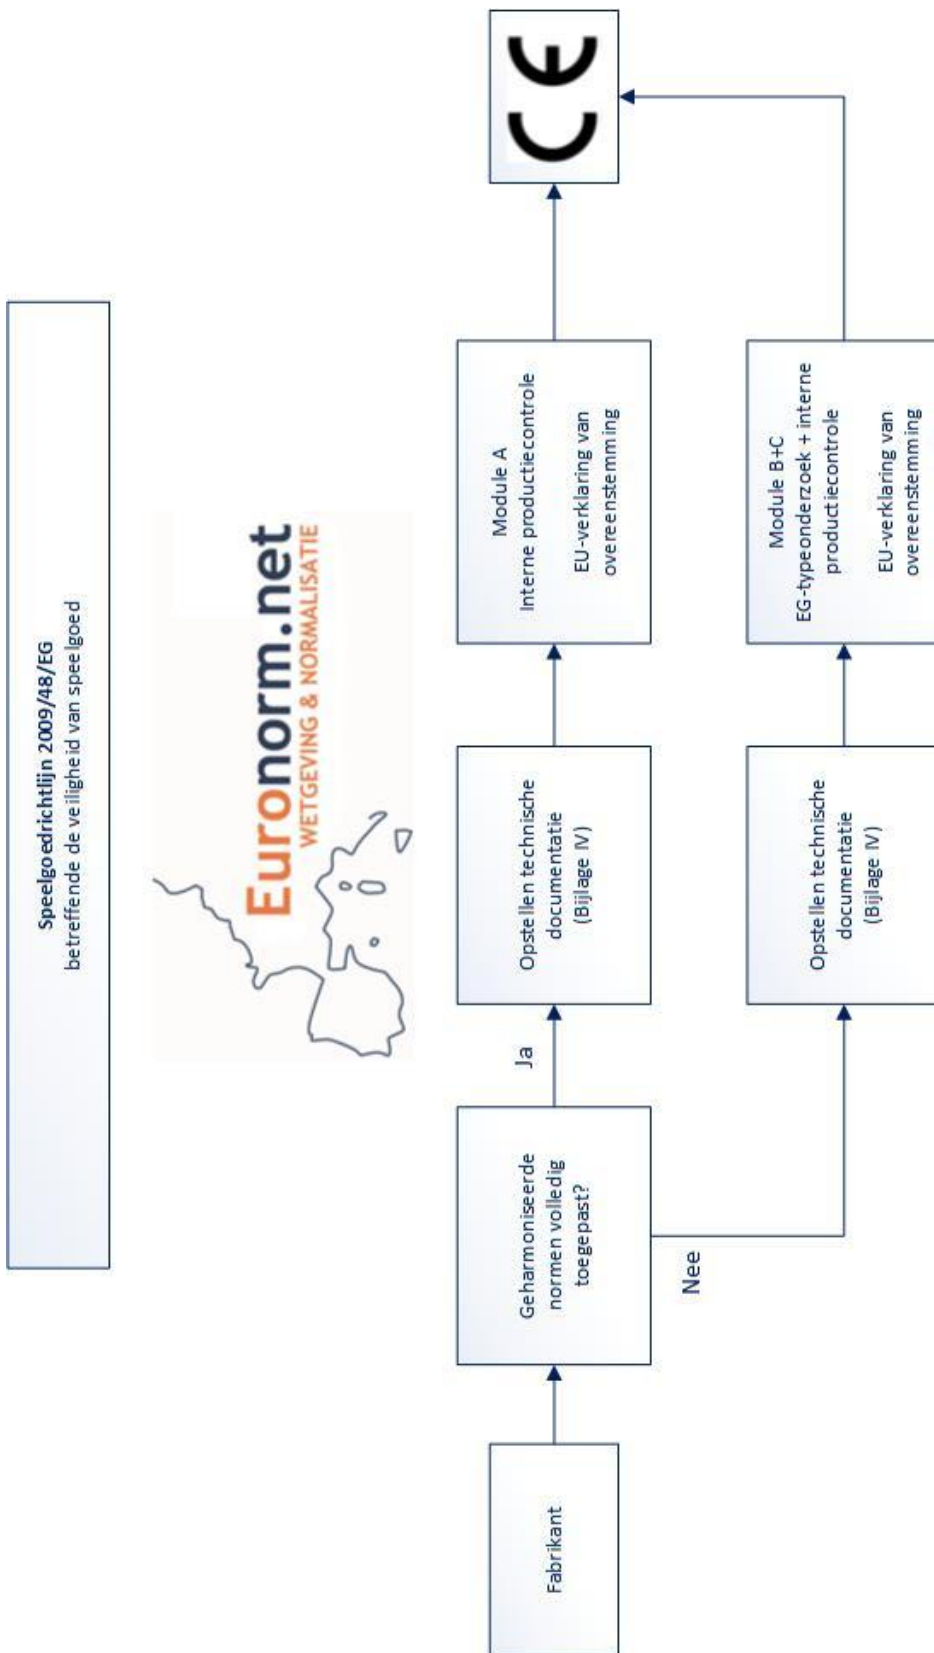 Speelgoedrichtlijn 2009/48/EG
betreffende de veiligheid van speelgoed
Euronorm.net
WETGEVING & NORMALISATIE
Fabrikant
Geharmoniseerde
normen volledig
toegepast?
Ja
Opstellen technische
documentatie
(Bijlage IV)
Module A
Interne productiecontrole
EU-verklaring van
overeenstemming
CE
Nee
Opstellen technische
documentatie
(Bijlage IV)
Module B+C
EG-typeonderzoek + interne
productiecontrole
EU-verklaring van
overeenstemming